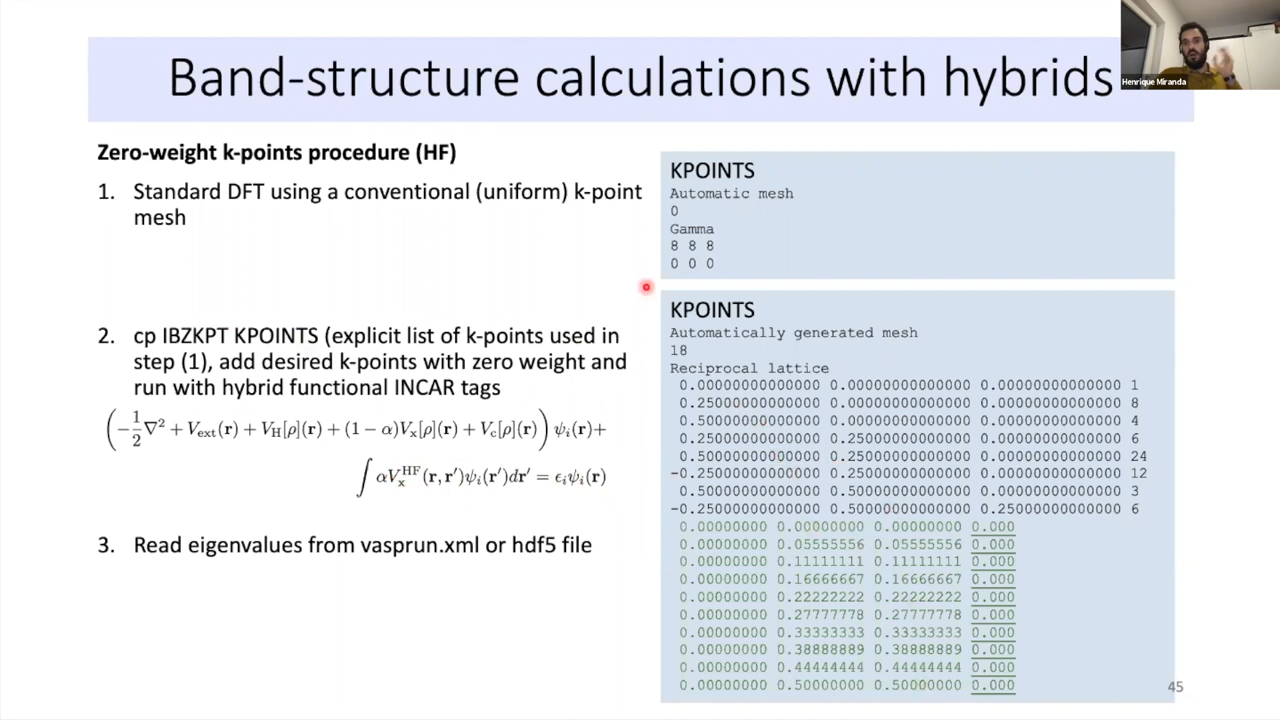 Band-structure calculations with hybrids
Henrique Miranda
Zero-weight k-points procedure (HF)
1. Standard DFT using a conventional (uniform) k-point
mesh
2. cp IBZKPT KPOINTS (explicit list of k-points used in
step (1), add desired k-points with zero weight and
run with hybrid functional INCAR tags
(-1/2 ∇² + V_ext(r) + V_H[ρ](r) + (1 − α)V_x[ρ](r) + V_c[ρ](r)) ψ_i(r)+
∫ αV_x^HF(r, r′)ψ_i(r′)dr′ = ϵ_iψ_i(r)
3. Read eigenvalues from vasprun.xml or hdf5 file
KPOINTS
Automatic mesh
0
Gamma
8 8 8
0 0 0
KPOINTS
Automatically generated mesh
18
Reciprocal lattice
0.00000000000000 0.00000000000000 0.00000000000000 1
0.25000000000000 0.00000000000000 0.00000000000000 8
0.50000000000000 0.00000000000000 0.00000000000000 4
0.25000000000000 0.25000000000000 0.00000000000000 6
0.50000000000000 0.25000000000000 0.00000000000000 24
-0.25000000000000 0.25000000000000 0.00000000000000 12
0.50000000000000 0.50000000000000 0.00000000000000 3
-0.25000000000000 0.50000000000000 0.25000000000000 6
0.00000000 0.00000000 0.00000000 0.000
0.00000000 0.05555556 0.05555556 0.000
0.00000000 0.11111111 0.11111111 0.000
0.00000000 0.16666667 0.16666667 0.000
0.00000000 0.22222222 0.22222222 0.000
0.00000000 0.27777778 0.27777778 0.000
0.00000000 0.33333333 0.33333333 0.000
0.00000000 0.38888889 0.38888889 0.000
0.00000000 0.44444444 0.44444444 0.000
0.00000000 0.50000000 0.50000000 0.000
45